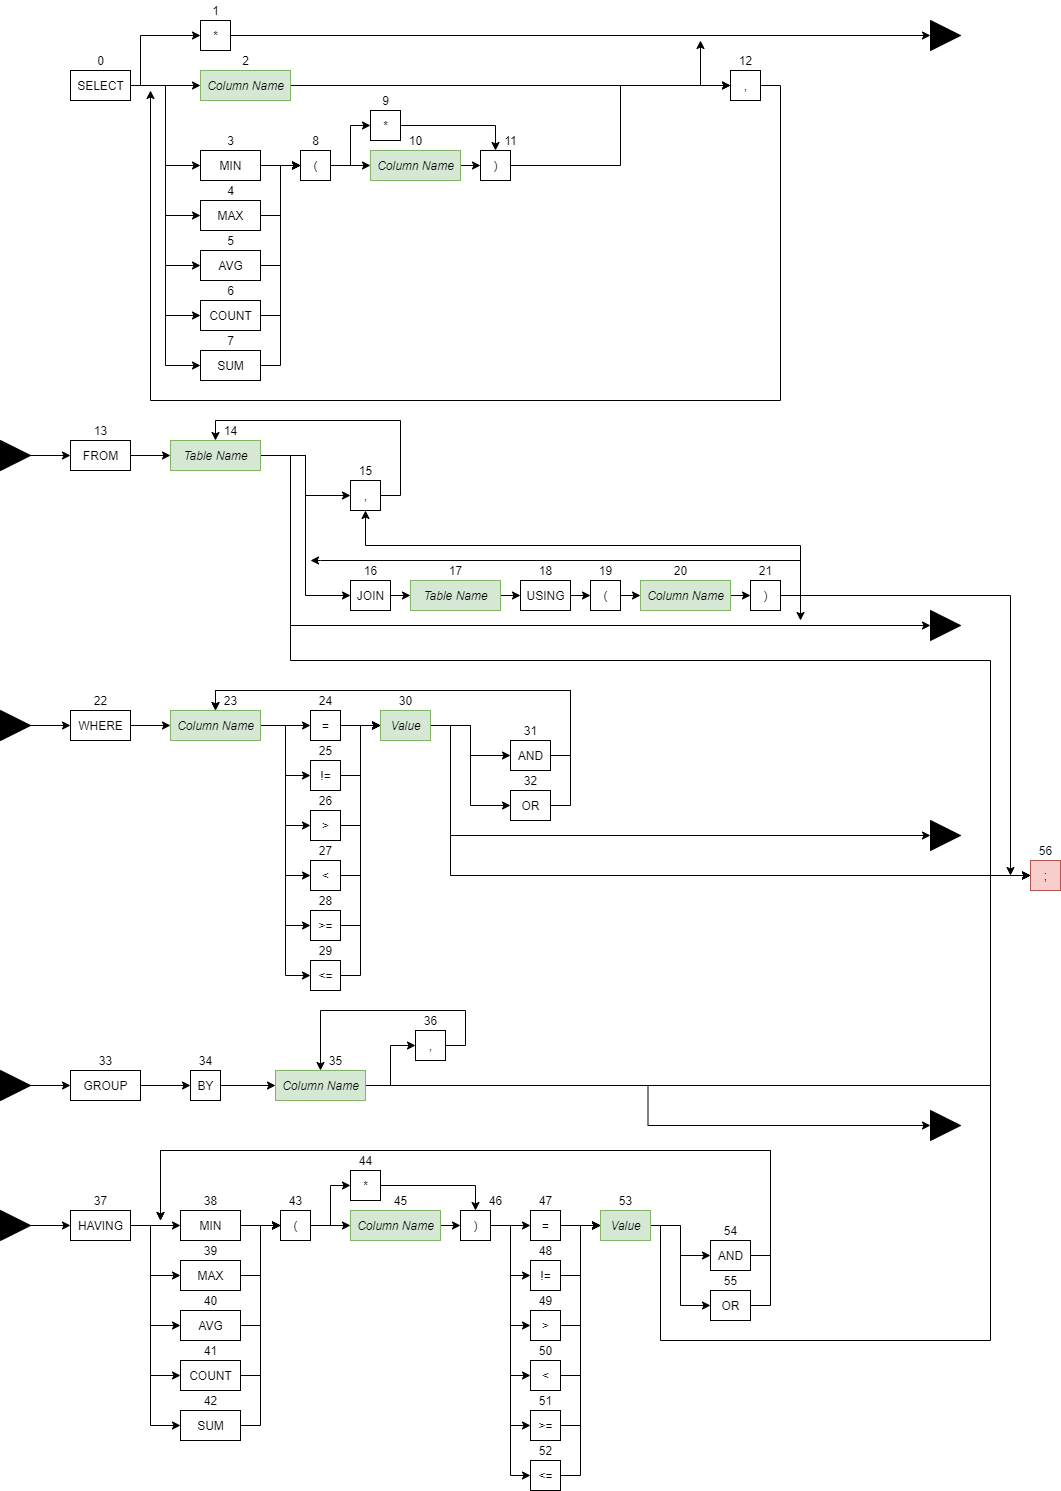 1
*
0
SELECT
2
Column Name
12
,
9
*
3
MIN
8
(
10
Column Name
11
)
4
MAX
5
AVG
6
COUNT
7
SUM
13
FROM
14
Table Name
15
,
16
JOIN
17
Table Name
18
USING
19
(
20
Column Name
21
)
22
WHERE
23
Column Name
24
=
30
Value
25
!=
31
AND
26
>
32
OR
27
<
28
>=
29
<=
56
;
33
GROUP
34
BY
35
Column Name
36
,
37
HAVING
38
MIN
43
(
44
*
45
Column Name
46
)
47
=
53
Value
39
MAX
48
!=
54
AND
40
AVG
49
>
55
OR
41
COUNT
50
<
42
SUM
51
>=
52
<=